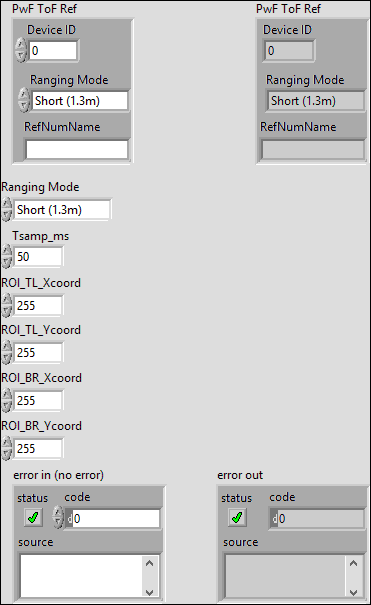 PwF ToF Ref PwF ToF Ref
Device ID Device ID
0 0
Ranging Mode Ranging Mode
Short (1.3m) Short (1.3m)
RefNumName RefNumName
Ranging Mode
Short (1.3m)
Tsamp_ms
50
ROI_TL_Xcoord
255
ROI_TL_Ycoord
255
ROI_BR_Xcoord
255
ROI_BR_Ycoord
255
error in (no error) error out
status code status code
d0 d0
source source